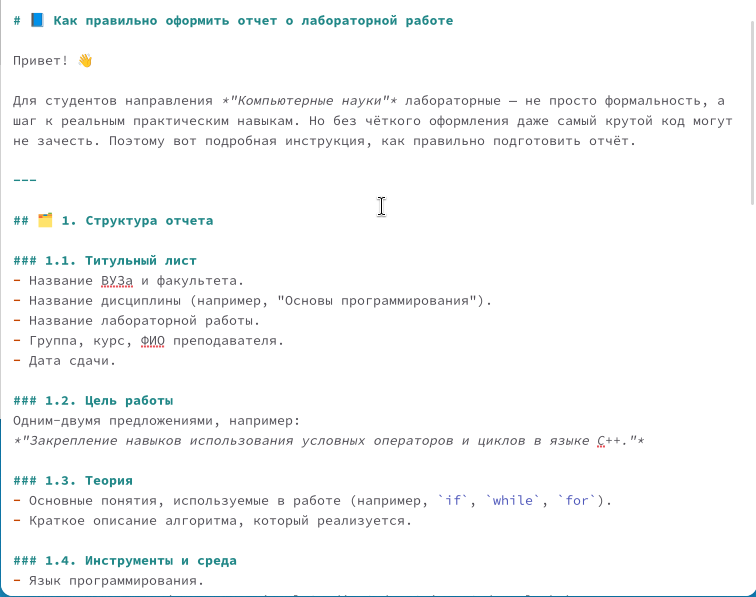 # 📘 Как правильно оформить отчет о лабораторной работе
Привет! 👋
Для студентов направления *"Компьютерные науки"* лабораторные — не просто формальность, а
шаг к реальным практическим навыкам. Но без чёткого оформления даже самый крутой код могут
не зачесть. Поэтому вот подробная инструкция, как правильно подготовить отчёт.
---
## 🗂️ 1. Структура отчета
### 1.1. Титульный лист
- Название ВУЗа и факультета.
- Название дисциплины (например, "Основы программирования").
- Название лабораторной работы.
- Группа, курс, ФИО преподавателя.
- Дата сдачи.
### 1.2. Цель работы
Одним-двумя предложениями, например:
*"Закрепление навыков использования условных операторов и циклов в языке C++."*
### 1.3. Теория
- Основные понятия, используемые в работе (например, `if`, `while`, `for`).
- Краткое описание алгоритма, который реализуется.
### 1.4. Инструменты и среда
- Язык программирования.